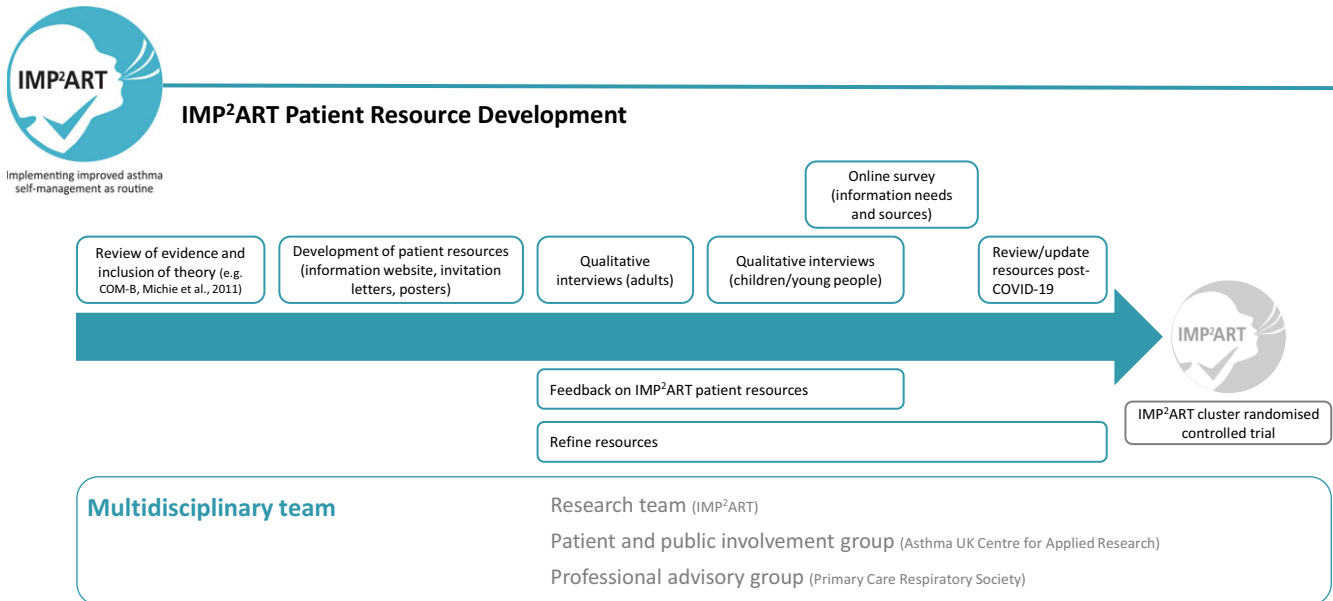 IMP²ART
Implementing improved asthma
self-management as routine
IMP²ART Patient Resource Development
Online survey
(information needs
and sources)
Review of evidence and
inclusion of theory (e.g.
COM-B, Michie et al., 2011)
Development of patient resources
(information website, invitation
letters, posters)
Qualitative
interviews (adults)
Qualitative interviews
(children/young people)
Review/update
resources post-
COVID-19
IMP²ART
Feedback on IMP²ART patient resources
IMP²ART cluster randomised
controlled trial
Refine resources
Multidisciplinary team
Research team (IMP²ART)
Patient and public involvement group (Asthma UK Centre for Applied Research)
Professional advisory group (Primary Care Respiratory Society)